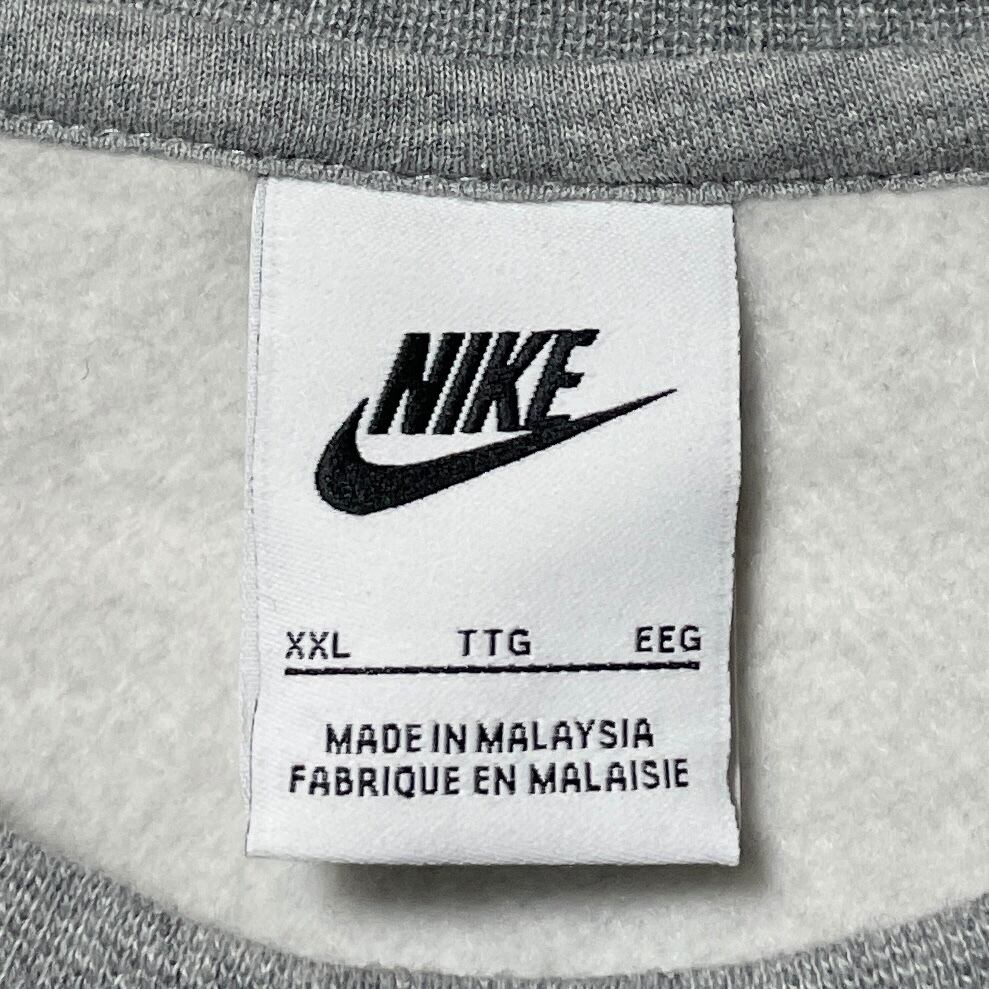 NIKE
XXL TTG EEG
MADE IN MALAYSIA
FABRIQUE EN MALAISIE